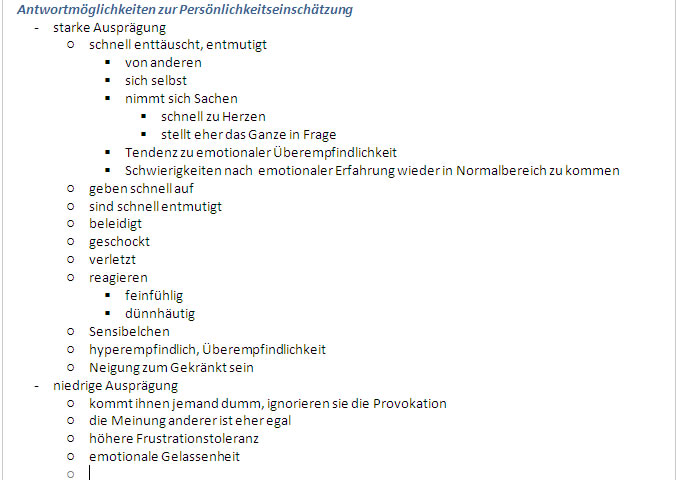 Antwortmöglichkeiten zur Persönlichkeitseinschätzung
- starke Ausprägung
o schnell enttäuscht, entmutigt
▪ von anderen
▪ sich selbst
▪ nimmt sich Sachen
▪ schnell zu Herzen
▪ stellt eher das Ganze in Frage
▪ Tendenz zu emotionaler Überempfindlichkeit
▪ Schwierigkeiten nach emotionaler Erfahrung wieder in Normalbereich zu kommen
o geben schnell auf
o sind schnell entmutigt
o beleidigt
o geschockt
o verletzt
o reagieren
▪ feinfühlig
▪ dünnhäutig
o Sensibelchen
o hyperempfindlich, Überempfindlichkeit
o Neigung zum Gekränkt sein
- niedrige Ausprägung
o kommt ihnen jemand dumm, ignorieren sie die Provokation
o die Meinung anderer ist eher egal
o höhere Frustrationstoleranz
o emotionale Gelassenheit
o